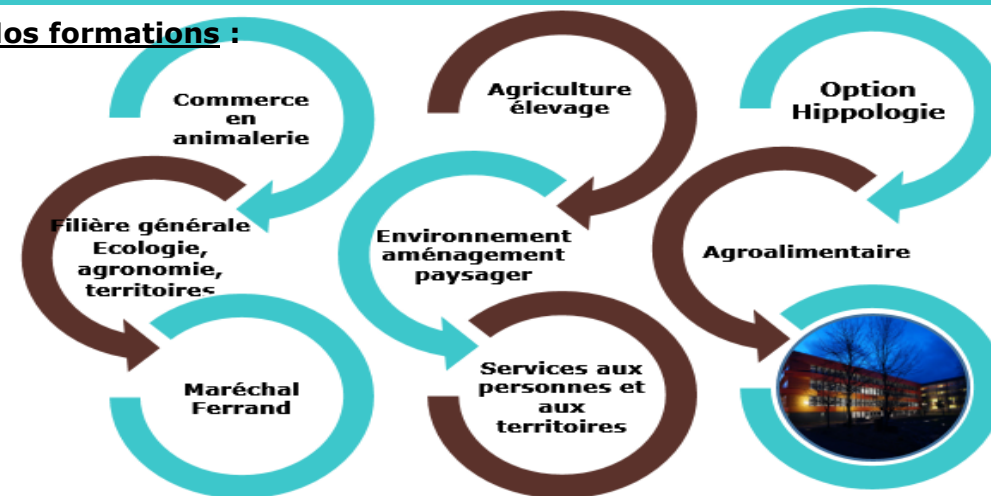 Nos formations :
Commerce
en
animalerie
Filière générale
Ecologie,
agronomie,
territoires
Maréchal
Ferrand
Agriculture
élevage
Environnement
aménagement
paysager
Services aux
personnes et
aux
territoires
Option
Hippologie
Agroalimentaire